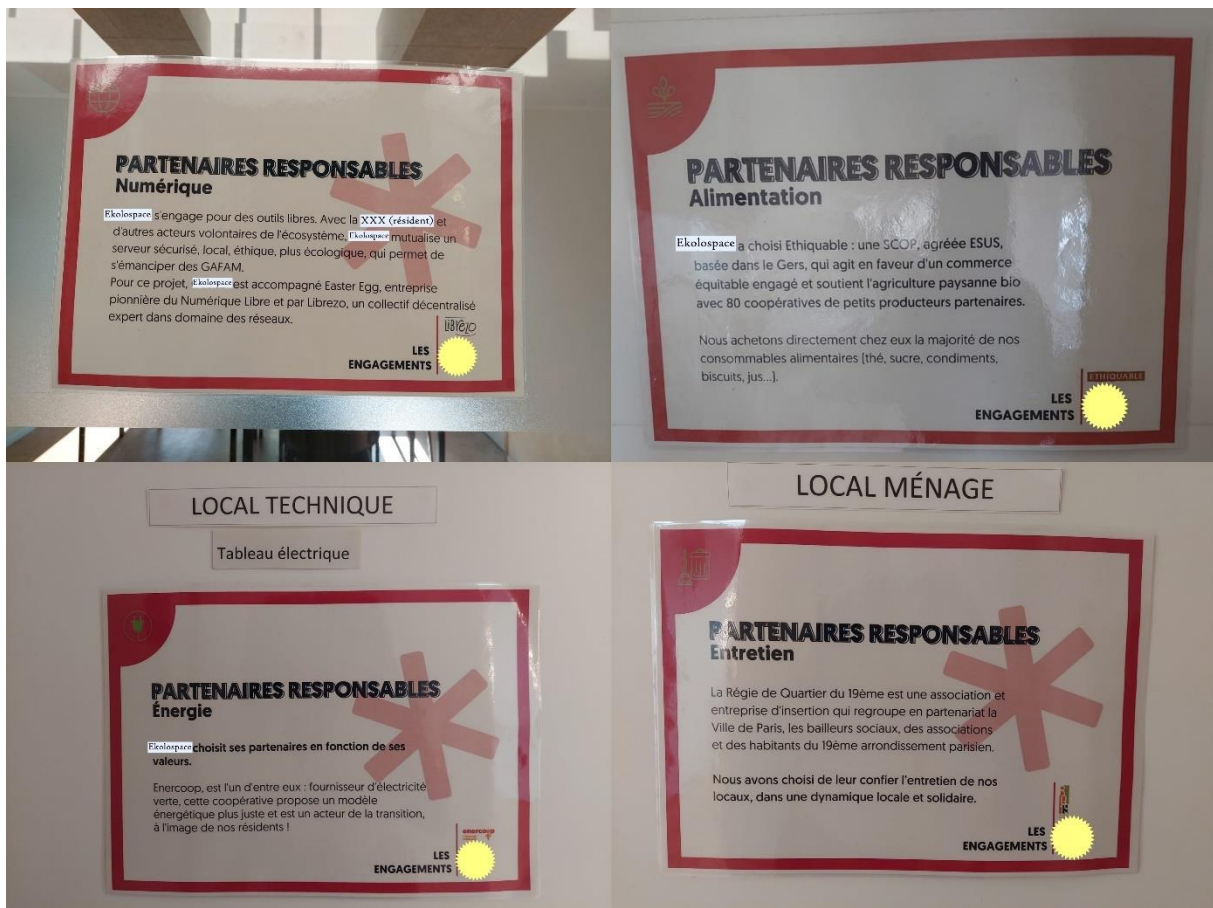 PARTENAIRES RESPONSABLES
Numérique
Ekolospace s'engage pour des outils libres. Avec la XXX (résident) et
d'autres acteurs volontaires de l'écosystème, Ekolospace mutualise un
serveur sécurisé, local, éthique, plus écologique, qui permet de
s'émanciper des GAFAM.
Pour ce projet, Ekolospace est accompagné Easter Egg, entreprise
pionnière du Numérique Libre et par Librezo, un collectif décentralisé
expert dans domaine des réseaux.
LIBREZO
LES
ENGAGEMENTS
PARTENAIRES RESPONSABLES
Alimentation
Ekolospace a choisi Ethiquable : une SCOP, agréée ESUS,
basée dans le Gers, qui agit en faveur d'un commerce
équitable engagé et soutient l'agriculture paysanne bio
avec 80 coopératives de petits producteurs partenaires.
Nous achetons directement chez eux la majorité de nos
consommables alimentaires [thé, sucre, condiments,
biscuits, jus...].
ETHIQUABLE
LES
ENGAGEMENTS
LOCAL TECHNIQUE
Tableau électrique
PARTENAIRES RESPONSABLES
Énergie
Ekolospace choisit ses partenaires en fonction de ses
valeurs.
Enercoop, est l'un d'entre eux : fournisseur d'électricité
verte, cette coopérative propose un modèle
énergétique plus juste et est un acteur de la transition,
à l'image de nos résidents !
enercoop
LES
ENGAGEMENTS
LOCAL MÉNAGE
PARTENAIRES RESPONSABLES
Entretien
La Régie de Quartier du 19ème est une association et
entreprise d'insertion qui regroupe en partenariat la
Ville de Paris, les bailleurs sociaux, des associations
et des habitants du 19ème arrondissement parisien.
Nous avons choisi de leur confier l'entretien de nos
locaux, dans une dynamique locale et solidaire.
LES
ENGAGEMENTS